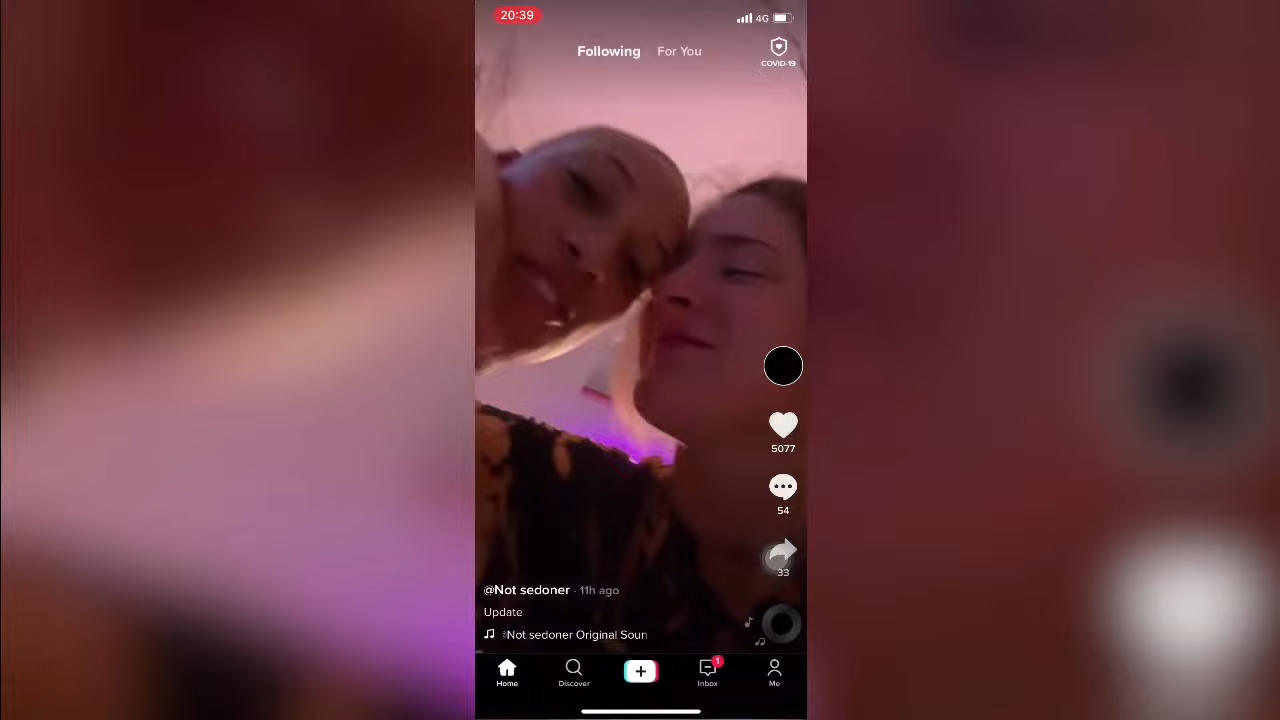 20:39
4G
Following For You
COVID-19
5077
54
33
@Not sedoner · 11h ago
Update
Not sedoner Original Soun
1
Home Discover Inbox Me